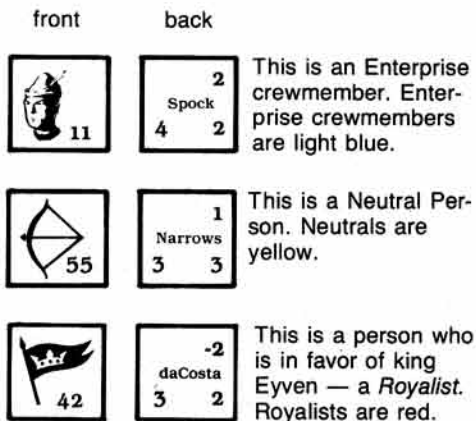 front back
11
2
Spock
4 2
This is an Enterprise
crewmember. Enter-
prise crewmembers
are light blue.
55
1
Narrows
3 3
This is a Neutral Per-
son. Neutrals are
yellow.
42
-2
daCosta
3 2
This is a person who
is in favor of king
Eyven — a Royalist.
Royalists are red.